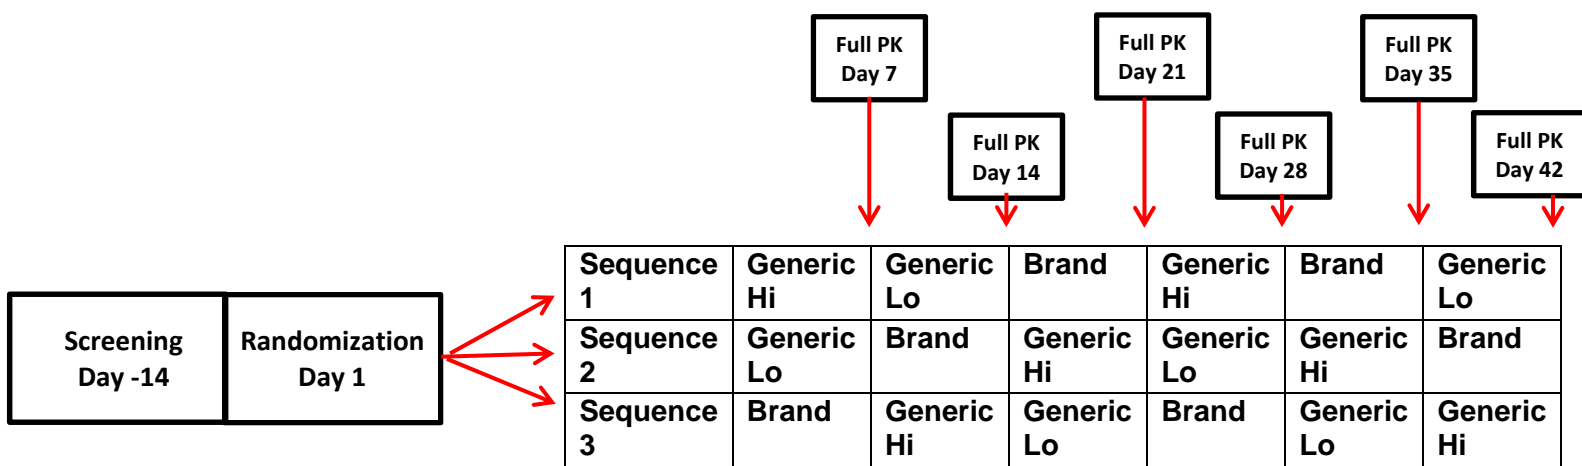 Full PK
Day 7
Full PK
Day 21
Full PK
Day 35
Full PK
Day 14
Full PK
Day 28
Full PK
Day 42
Screening
Day -14
Randomization
Day 1
Sequence 1
Generic Hi
Generic Lo
Brand
Generic Hi
Brand
Generic Lo
Sequence 2
Generic Lo
Brand
Generic Hi
Generic Lo
Generic Hi
Brand
Sequence 3
Brand
Generic Hi
Generic Lo
Brand
Generic Lo
Generic Hi